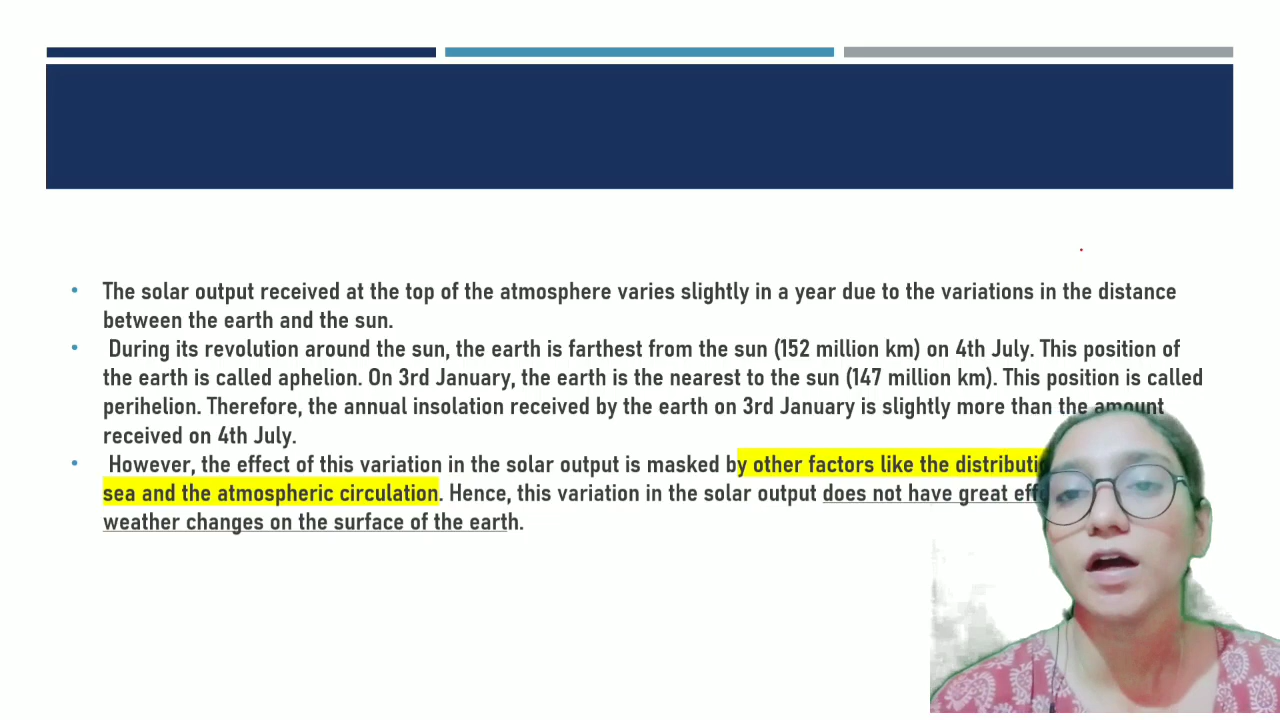 • The solar output received at the top of the atmosphere varies slightly in a year due to the variations in the distance
between the earth and the sun.
• During its revolution around the sun, the earth is farthest from the sun (152 million km) on 4th July. This position of
the earth is called aphelion. On 3rd January, the earth is the nearest to the sun (147 million km). This position is called
perihelion. Therefore, the annual insolation received by the earth on 3rd January is slightly more than the amount
received on 4th July.
• However, the effect of this variation in the solar output is masked by other factors like the
sea and the atmospheric circulation. Hence, this variation in the solar output does not have great
weather changes on the surface of the earth.